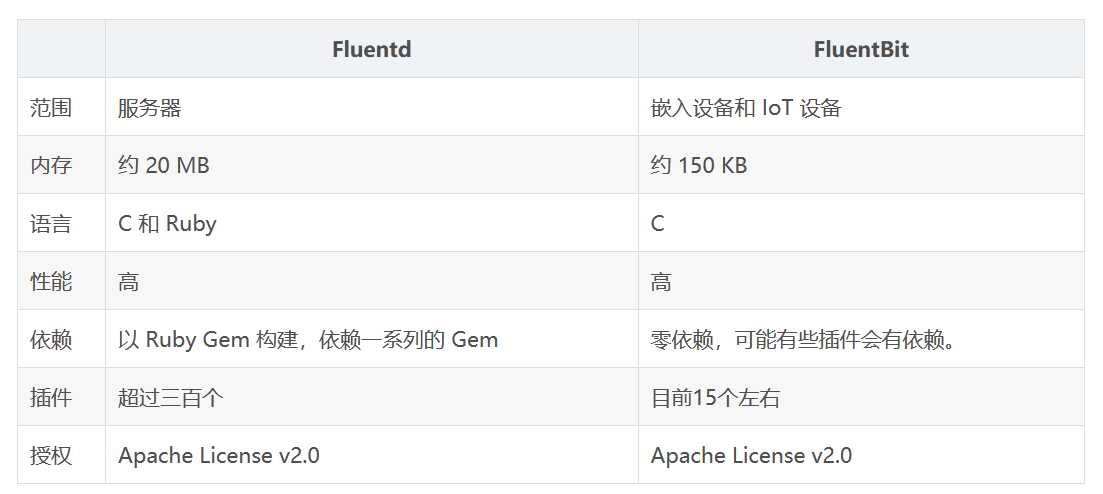 Fluentd FluentBit
范围 服务器 嵌入设备和 IoT 设备
内存 约 20 MB 约 150 KB
语言 C 和 Ruby C
性能 高 高
依赖 以 Ruby Gem 构建，依赖一系列的 Gem 零依赖，可能有些插件会有依赖。
插件 超过三百个 目前15个左右
授权 Apache License v2.0 Apache License v2.0